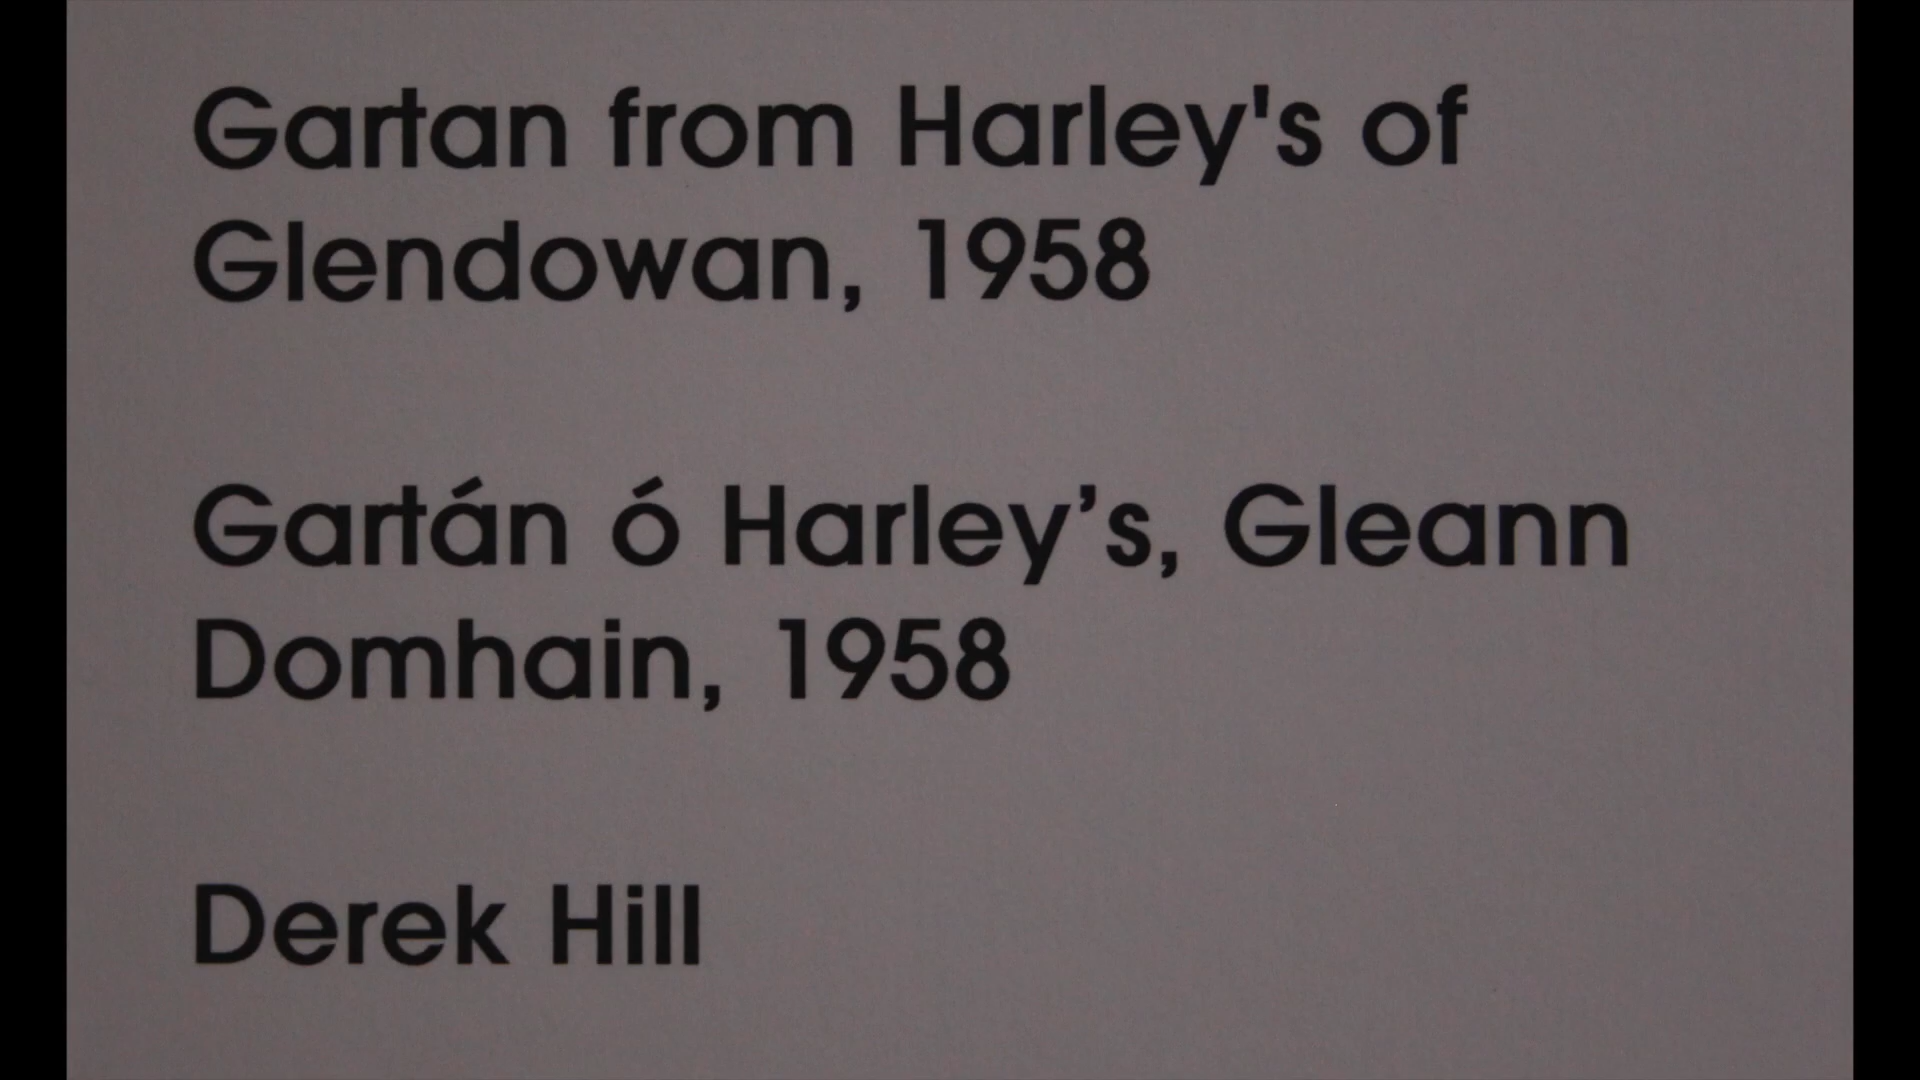 Gartan from Harley's of
Glendowan, 1958
Gartán ó Harley’s, Gleann
Domhain, 1958
Derek Hill